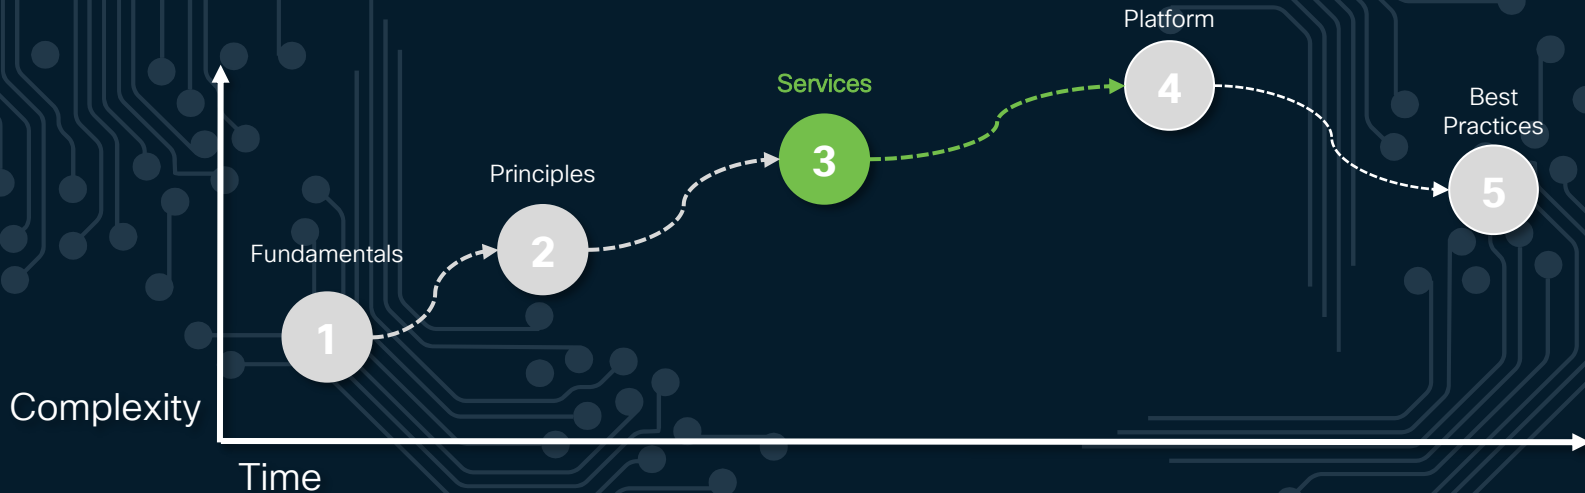 Platform
4
Services
3
Best
Practices
5
Principles
2
Fundamentals
1
Complexity
Time